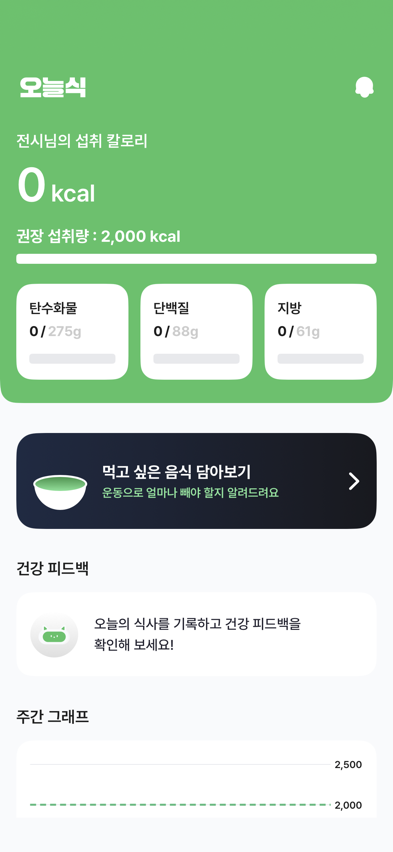 오늘식
전시님의 섭취 칼로리
0 kcal
권장 섭취량 : 2,000 kcal
탄수화물
0 / 275g
단백질
0 / 88g
지방
0 / 61g
먹고 싶은 음식 담아보기
운동으로 얼마나 빼야 할지 알려드려요
건강 피드백
오늘의 식사를 기록하고 건강 피드백을
확인해 보세요!
주간 그래프
2,500
2,000